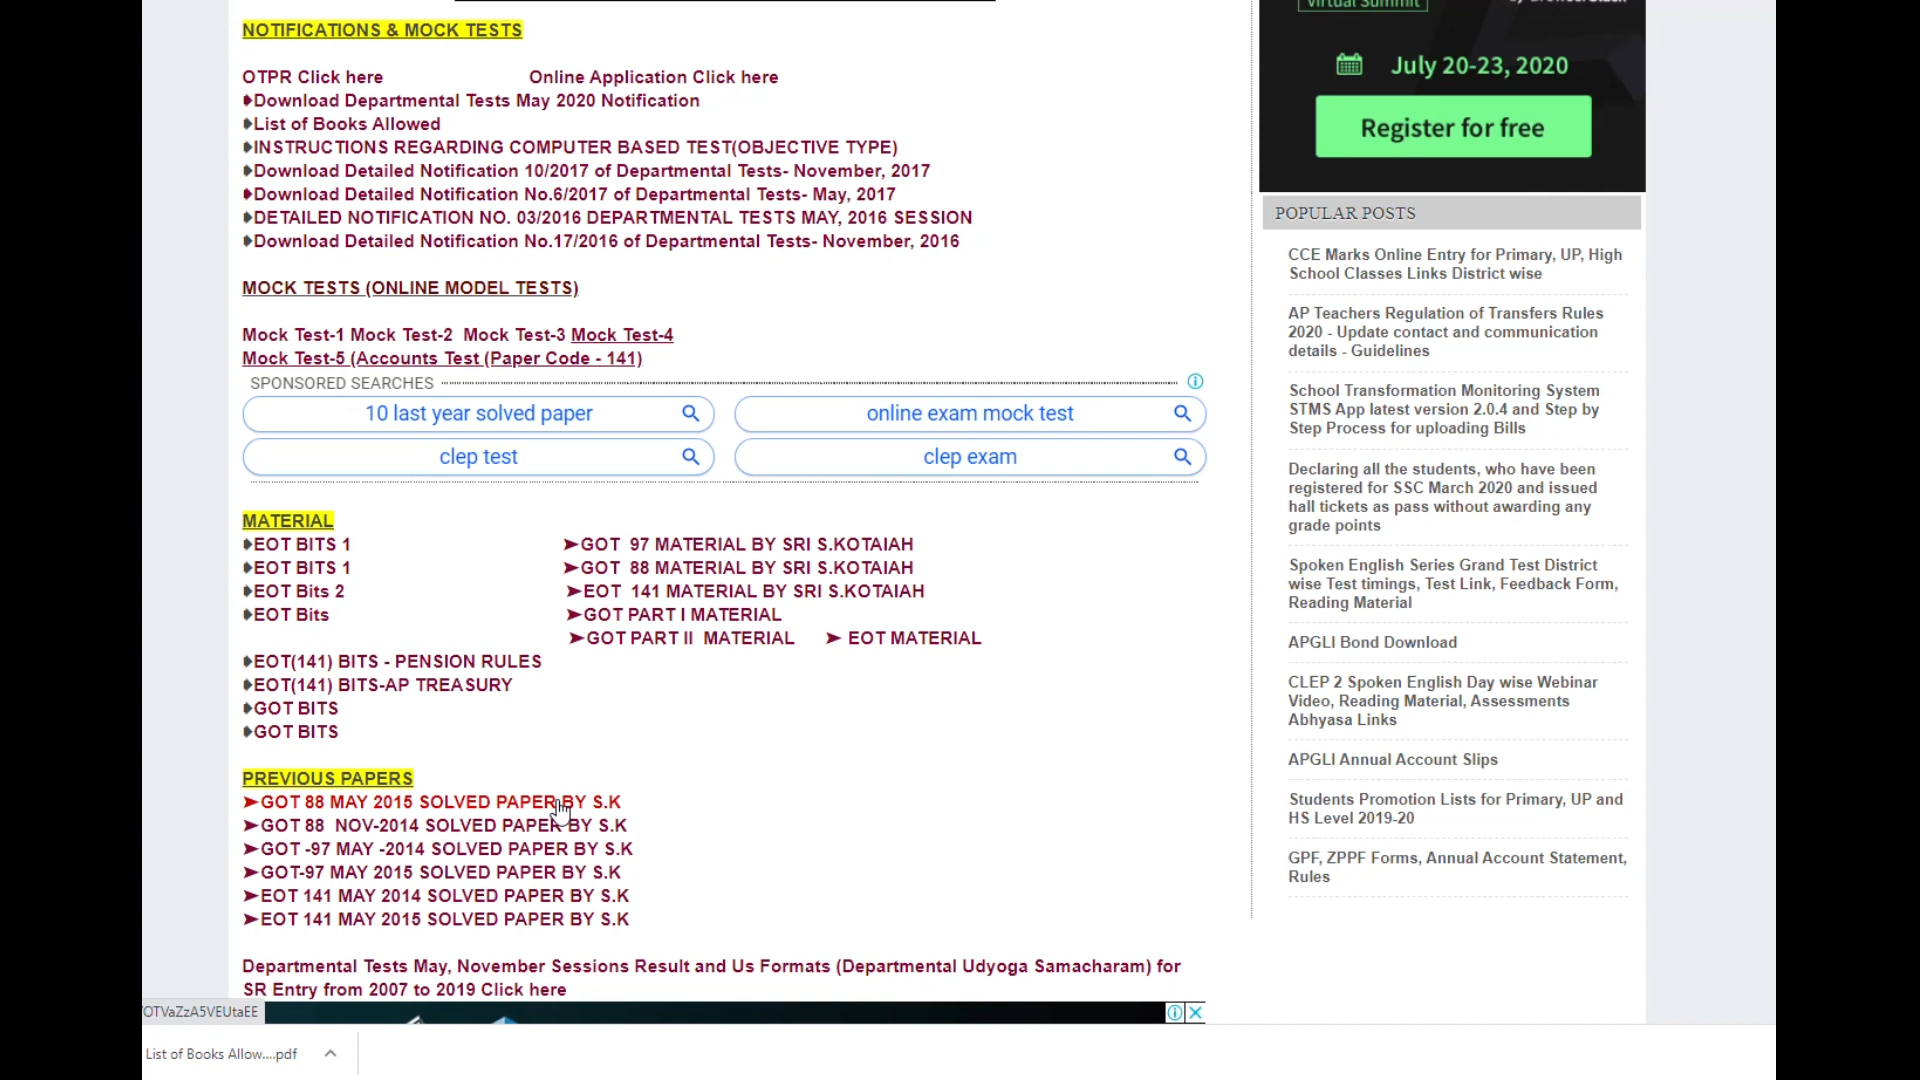 Virtual Summit
NOTIFICATIONS & MOCK TESTS
OTPR Click here Online Application Click here
Download Departmental Tests May 2020 Notification
List of Books Allowed
INSTRUCTIONS REGARDING COMPUTER BASED TEST(OBJECTIVE TYPE)
Download Detailed Notification 10/2017 of Departmental Tests- November, 2017
Download Detailed Notification No.6/2017 of Departmental Tests- May, 2017
DETAILED NOTIFICATION NO. 03/2016 DEPARTMENTAL TESTS MAY, 2016 SESSION
Download Detailed Notification No.17/2016 of Departmental Tests- November, 2016
MOCK TESTS (ONLINE MODEL TESTS)
Mock Test-1 Mock Test-2 Mock Test-3 Mock Test-4
Mock Test-5 (Accounts Test (Paper Code - 141)
SPONSORED SEARCHES
10 last year solved paper online exam mock test
clep test clep exam
MATERIAL
EOT BITS 1 ➤GOT 97 MATERIAL BY SRI S.KOTAIAH
EOT BITS 1 ➤GOT 88 MATERIAL BY SRI S.KOTAIAH
EOT Bits 2 ➤EOT 141 MATERIAL BY SRI S.KOTAIAH
EOT Bits ➤GOT PART I MATERIAL
➤GOT PART II MATERIAL ➤ EOT MATERIAL
EOT(141) BITS - PENSION RULES
EOT(141) BITS-AP TREASURY
GOT BITS
GOT BITS
PREVIOUS PAPERS
➤GOT 88 MAY 2015 SOLVED PAPER BY S.K
➤GOT 88 NOV-2014 SOLVED PAPER BY S.K
➤GOT -97 MAY -2014 SOLVED PAPER BY S.K
➤GOT-97 MAY 2015 SOLVED PAPER BY S.K
➤EOT 141 MAY 2014 SOLVED PAPER BY S.K
➤EOT 141 MAY 2015 SOLVED PAPER BY S.K
Departmental Tests May, November Sessions Result and Us Formats (Departmental Udyoga Samacharam) for
SR Entry from 2007 to 2019 Click here
July 20-23, 2020
Register for free
POPULAR POSTS
CCE Marks Online Entry for Primary, UP, High
School Classes Links District wise
AP Teachers Regulation of Transfers Rules
2020 - Update contact and communication
details - Guidelines
School Transformation Monitoring System
STMS App latest version 2.0.4 and Step by
Step Process for uploading Bills
Declaring all the students, who have been
registered for SSC March 2020 and issued
hall tickets as pass without awarding any
grade points
Spoken English Series Grand Test District
wise Test timings, Test Link, Feedback Form,
Reading Material
APGLI Bond Download
CLEP 2 Spoken English Day wise Webinar
Video, Reading Material, Assessments
Abhyasa Links
APGLI Annual Account Slips
Students Promotion Lists for Primary, UP and
HS Level 2019-20
GPF, ZPPF Forms, Annual Account Statement,
Rules
OTVaZzA5VEUtaEE
List of Books Allow....pdf